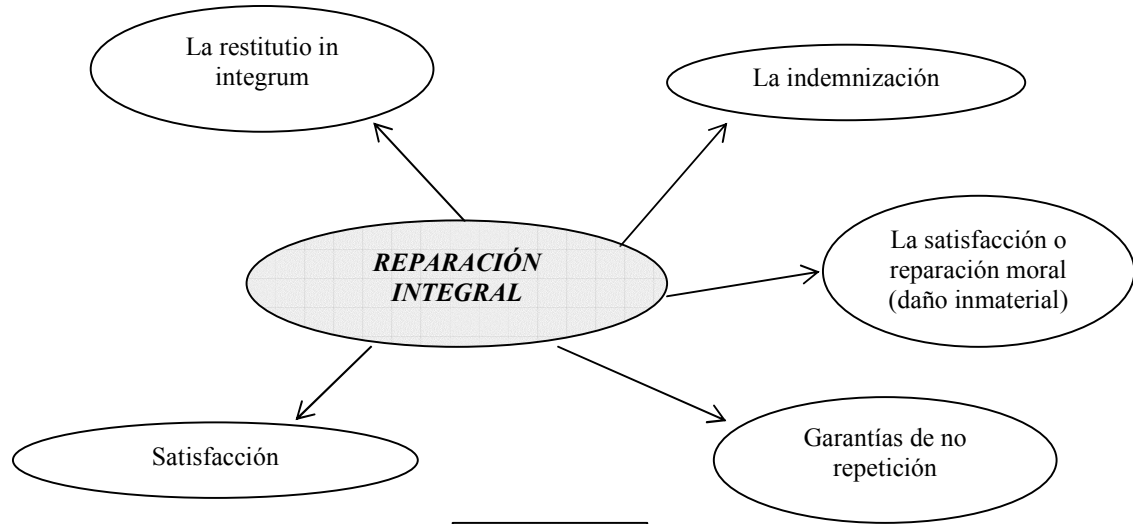 La restitutio in
integrum
La indemnización
REPARACIÓN
INTEGRAL
La satisfacción o
reparación moral
(daño inmaterial)
Satisfacción
Garantías de no
repetición